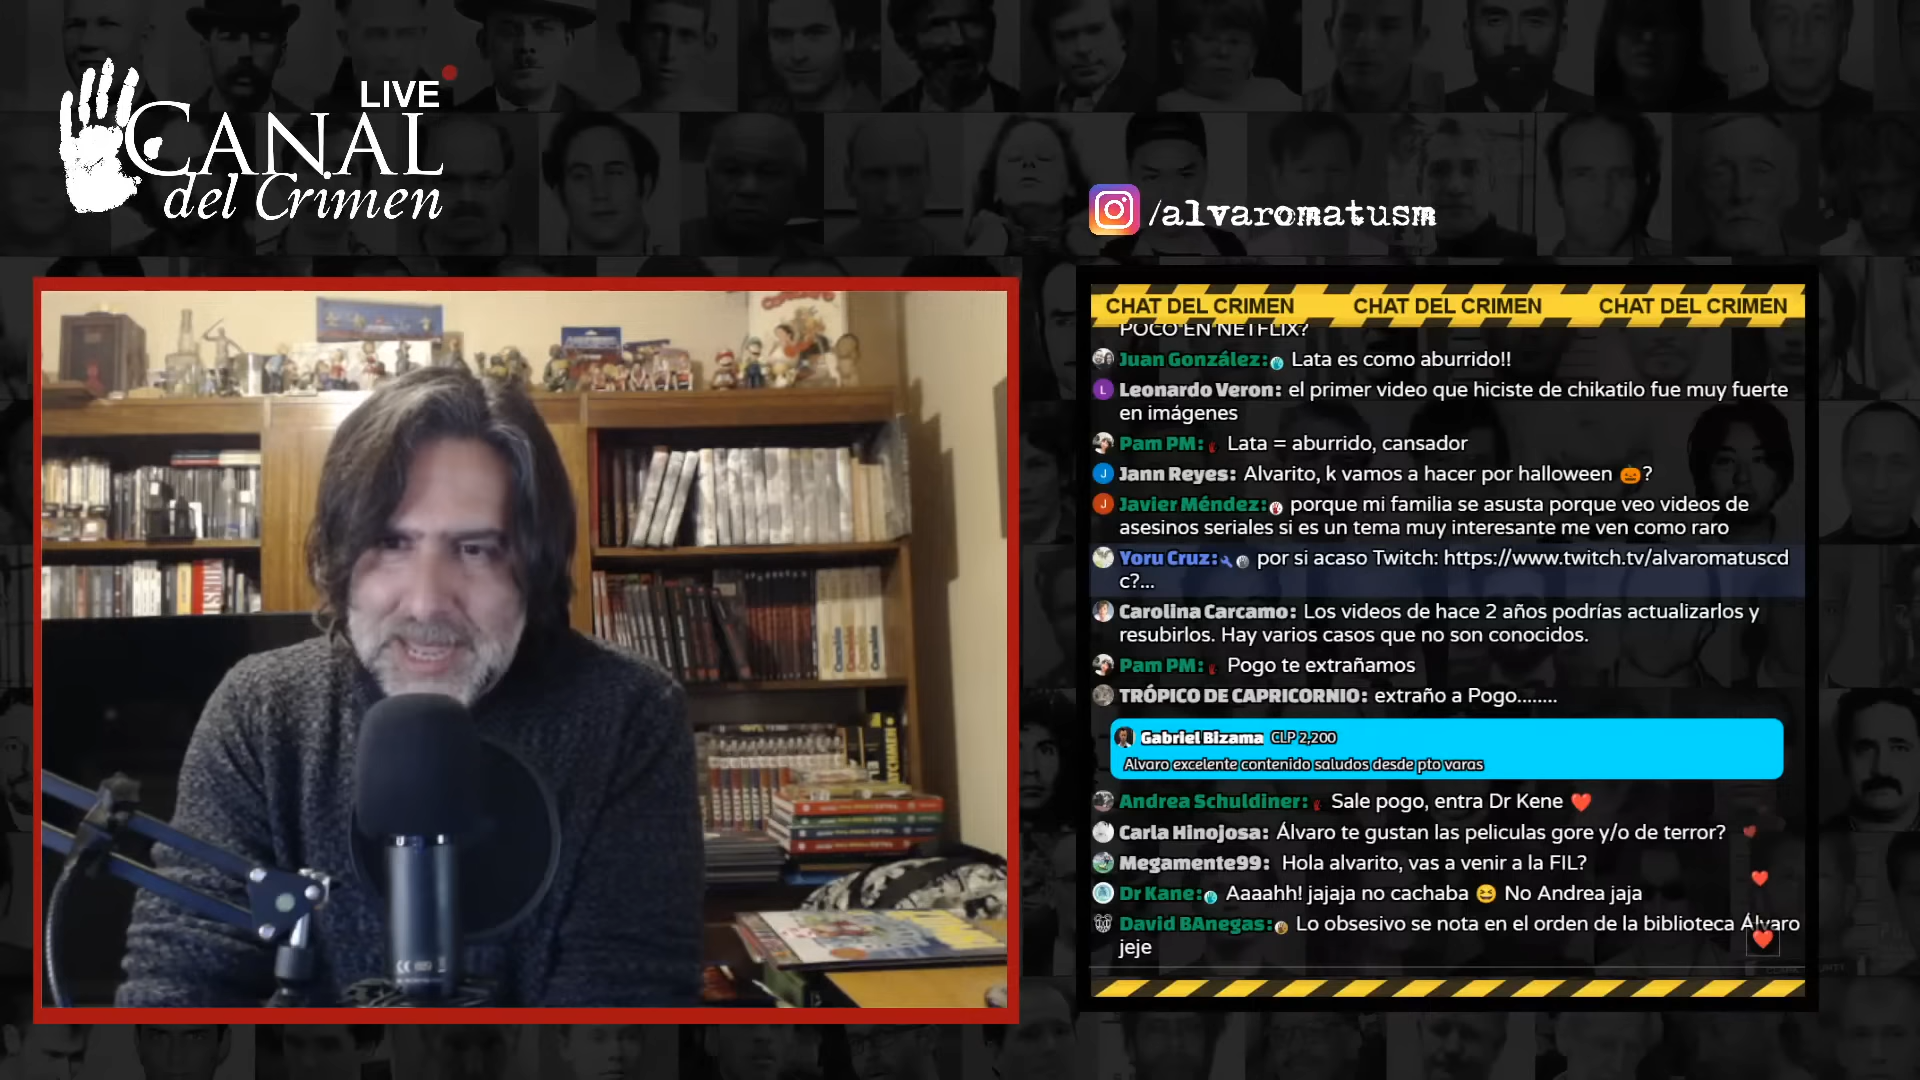 LIVE
CANAL
del Crimen
/alvaromatusm
CHAT DEL CRIMEN CHAT DEL CRIMEN CHAT DEL CRIMEN
POCO EN NETFLIX?
Juan González: Lata es como aburrido!!
Leonardo Veron: el primer video que hiciste de chikatilo fue muy fuerte
en imágenes
Pam PM: Lata = aburrido, cansador
Jann Reyes: Alvarito, k vamos a hacer por halloween 🎃?
Javier Méndez: porque mi familia se asusta porque veo videos de
asesinos seriales si es un tema muy interesante me ven como raro
Yoru Cruz: por si acaso Twitch: https://www.twitch.tv/alvaromatuscd
c?...
Carolina Carcamo: Los videos de hace 2 años podrías actualizarlos y
resubirlos. Hay varios casos que no son conocidos.
Pam PM: Pogo te extrañamos
TRÓPICO DE CAPRICORNIO: extraño a Pogo........
Gabriel Bizama CLP 2,200
Alvaro excelente contenido saludos desde pto varas
Andrea Schuldiner: Sale pogo, entra Dr Kene ❤️
Carla Hinojosa: Álvaro te gustan las peliculas gore y/o de terror?
Megamente99: Hola alvarito, vas a venir a la FIL?
Dr Kane: Aaaahh! jajaja no cachaba 😆 No Andrea jaja
David BAnegas: Lo obsesivo se nota en el orden de la biblioteca Álvaro
jeje